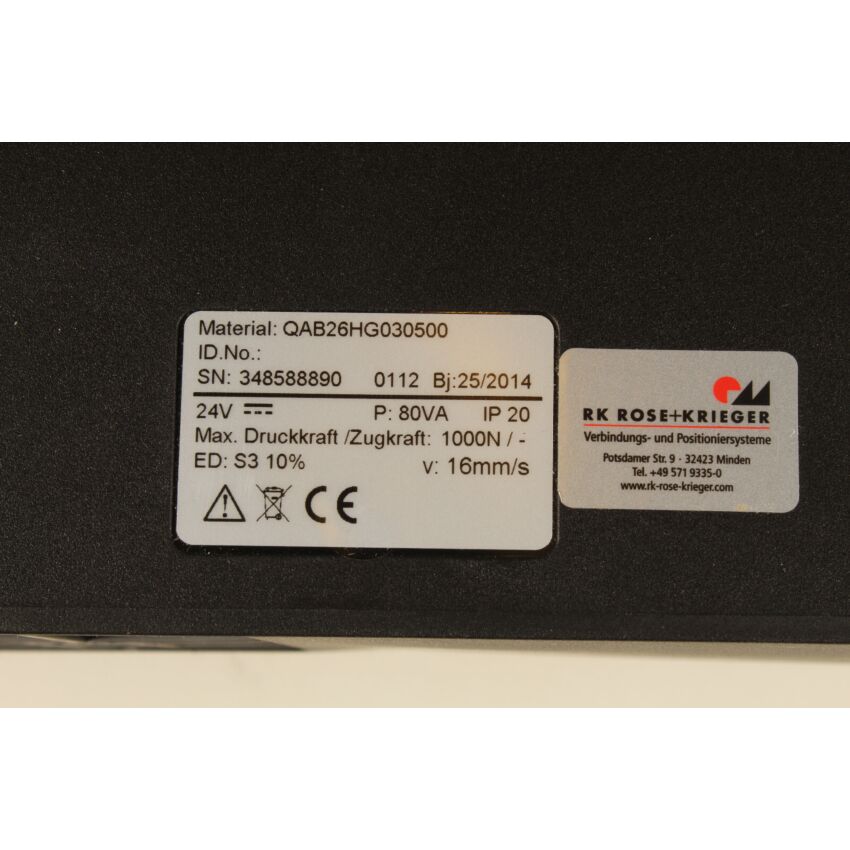 Material: QAB26HG030500
ID.No.:
SN: 348588890 0112 Bj:25/2014
24V P: 80VA IP 20
Max. Druckkraft /Zugkraft: 1000N / -
ED: S3 10% v: 16mm/s
CE
RK ROSE+KRIEGER
Verbindungs- und Positioniersysteme
Potsdamer Str. 9 · 32423 Minden
Tel. +49 571 9335-0
www.rk-rose-krieger.com